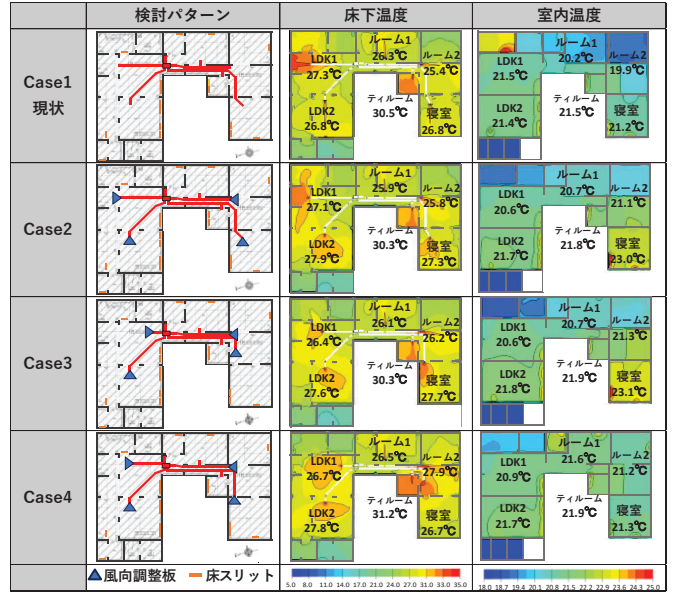 検討パターン 床下温度 室内温度
Case1
現状
LDK1
27.3℃
ルーム1
26.3℃
ルーム2
25.4℃
LDK2
26.8℃
ティルーム
30.5℃
寝室
26.8℃
LDK1
21.5℃
ルーム1
20.2℃
ルーム2
19.9℃
LDK2
21.4℃
ティルーム
21.5℃
寝室
21.2℃
Case2
LDK1
27.1℃
ルーム1
25.9℃
ルーム2
25.8℃
LDK2
27.9℃
ティルーム
30.3℃
寝室
27.3℃
LDK1
20.6℃
ルーム1
20.7℃
ルーム2
21.1℃
LDK2
21.7℃
ティルーム
21.8℃
寝室
23.0℃
Case3
LDK1
26.4℃
ルーム1
26.1℃
ルーム2
26.2℃
LDK2
27.6℃
ティルーム
30.3℃
寝室
27.7℃
LDK1
20.6℃
ルーム1
20.7℃
ルーム2
21.3℃
LDK2
21.8℃
ティルーム
21.9℃
寝室
23.1℃
Case4
LDK1
26.7℃
ルーム1
26.5℃
ルーム2
27.9℃
LDK2
27.8℃
ティルーム
31.2℃
寝室
26.7℃
LDK1
20.9℃
ルーム1
21.6℃
ルーム2
21.2℃
LDK2
21.7℃
ティルーム
21.9℃
寝室
21.3℃
風向調整板 床スリット
5.0 8.0 11.0 14.0 17.0 21.0 24.0 27.0 31.0 33.0 35.0
18.0 18.7 19.4 20.1 20.8 21.5 22.2 22.9 23.6 24.3 25.0